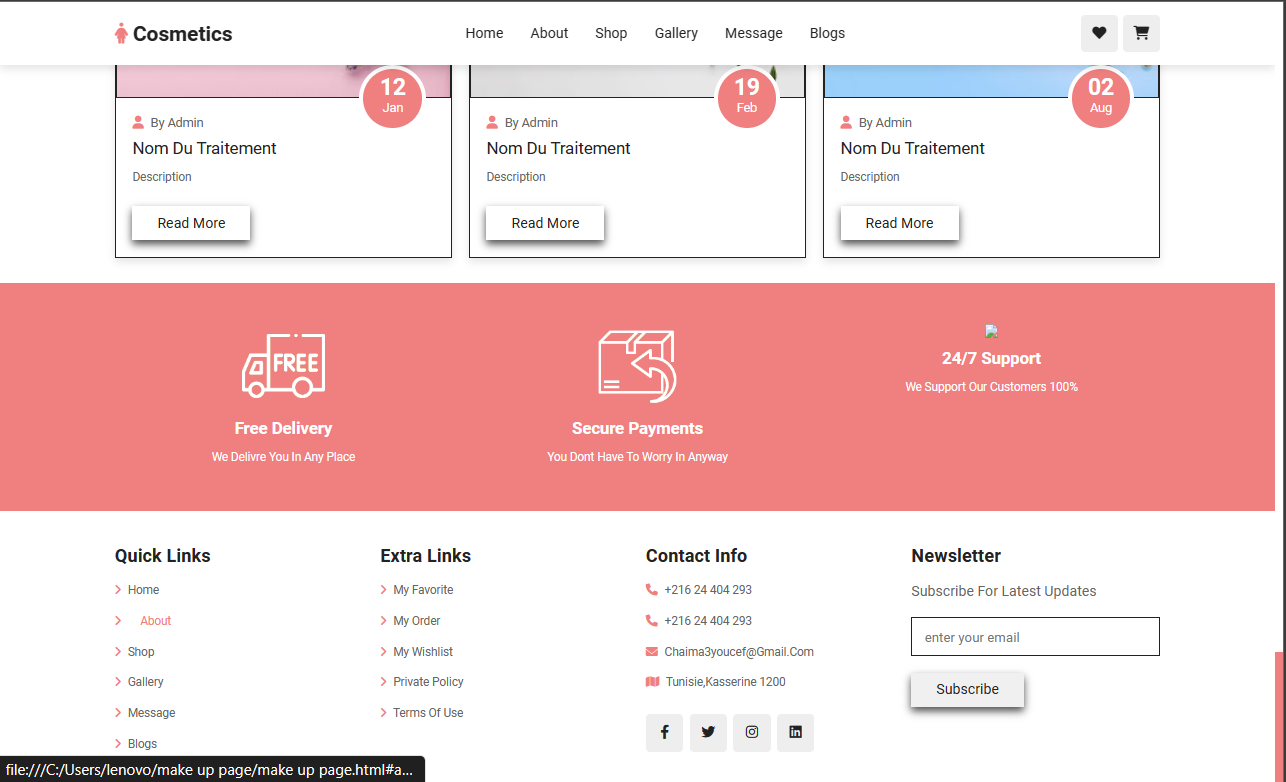 Cosmetics
Home About Shop Gallery Message Blogs
12 Jan
By Admin
Nom Du Traitement
Description
Read More
19 Feb
By Admin
Nom Du Traitement
Description
Read More
02 Aug
By Admin
Nom Du Traitement
Description
Read More
FREE
Free Delivery
We Delivre You In Any Place
Secure Payments
You Dont Have To Worry In Anyway
24/7 Support
We Support Our Customers 100%
Quick Links
Home
About
Shop
Gallery
Message
Blogs
Extra Links
My Favorite
My Order
My Wishlist
Private Policy
Terms Of Use
Contact Info
+216 24 404 293
+216 24 404 293
Chaima3youcef@Gmail.Com
Tunisie,Kasserine 1200
Newsletter
Subscribe For Latest Updates
enter your email
Subscribe
file:///C:/Users/lenovo/make up page/make up page.html#a...